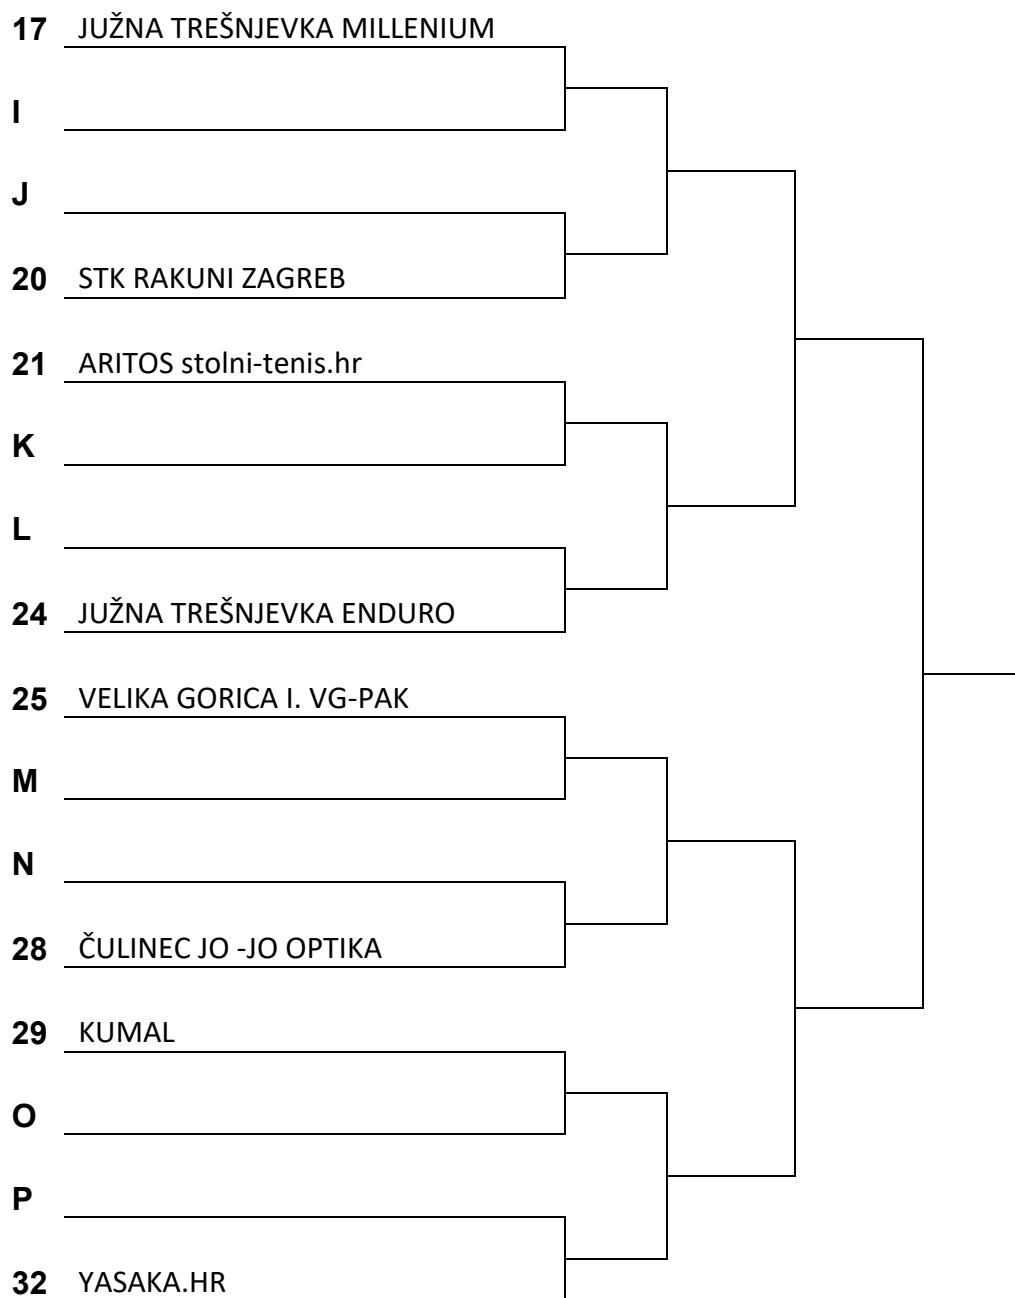 17 JUŽNA TREŠNJEVKA MILLENIUM
I
J
20 STK RAKUNI ZAGREB
21 ARITOS stolni-tenis.hr
K
L
24 JUŽNA TREŠNJEVKA ENDURO
25 VELIKA GORICA I. VG-PAK
M
N
28 ČULINEC JO -JO OPTIKA
29 KUMAL
O
P
32 YASAKA.HR